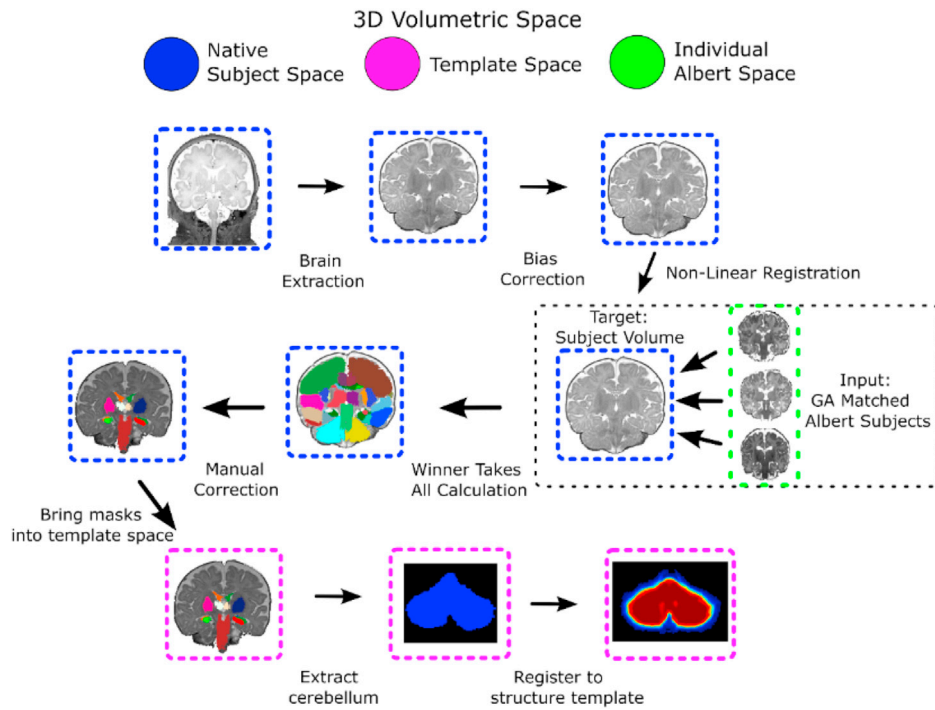 3D Volumetric Space
Native
Subject Space
Template Space
Individual
Albert Space
Brain
Extraction
Bias
Correction
Non-Linear Registration
Target:
Subject Volume
Input:
GA Matched
Albert Subjects
Winner Takes
All Calculation
Manual
Correction
Bring masks
into template space
Extract
cerebellum
Register to
structure template